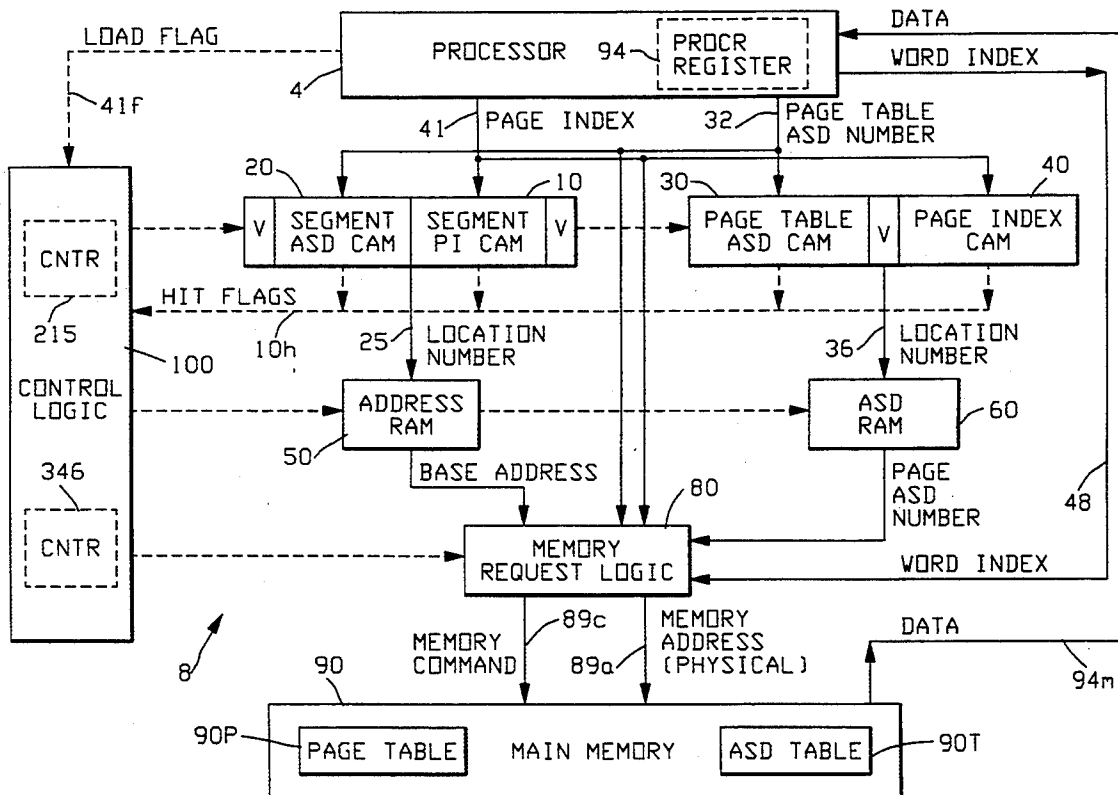 DATA
LOAD FLAG
PROCESSOR
94
PROCR
REGISTER
WORD INDEX
4
41f
41
PAGE INDEX
32
PAGE TABLE
ASD NUMBER
20
10
30
40
V
SEGMENT
ASD CAM
SEGMENT
PI CAM
V
PAGE TABLE
ASD CAM
V
PAGE INDEX
CAM
CNTR
HIT FLAGS
215
10h
25
LOCATION
NUMBER
36
LOCATION
NUMBER
100
CONTROL
LOGIC
ADDRESS
RAM
ASD
RAM
50
60
346
BASE ADDRESS
80
PAGE
ASD
NUMBER
48
CNTR
MEMORY
REQUEST LOGIC
WORD INDEX
8
89c
MEMORY
COMMAND
89a
MEMORY
ADDRESS
(PHYSICAL)
DATA
94m
90
90P
PAGE TABLE
MAIN MEMORY
ASD TABLE
90T